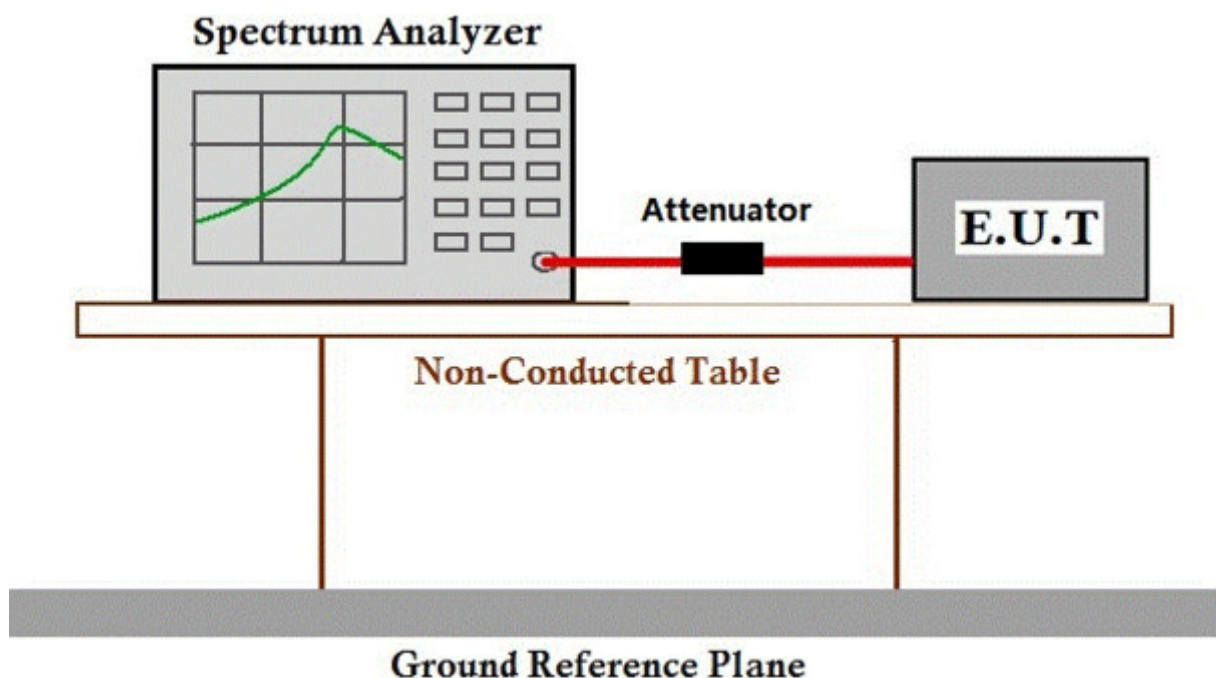 Spectrum Analyzer
Attenuator
E.U.T
Non-Conducted Table
Ground Reference Plane